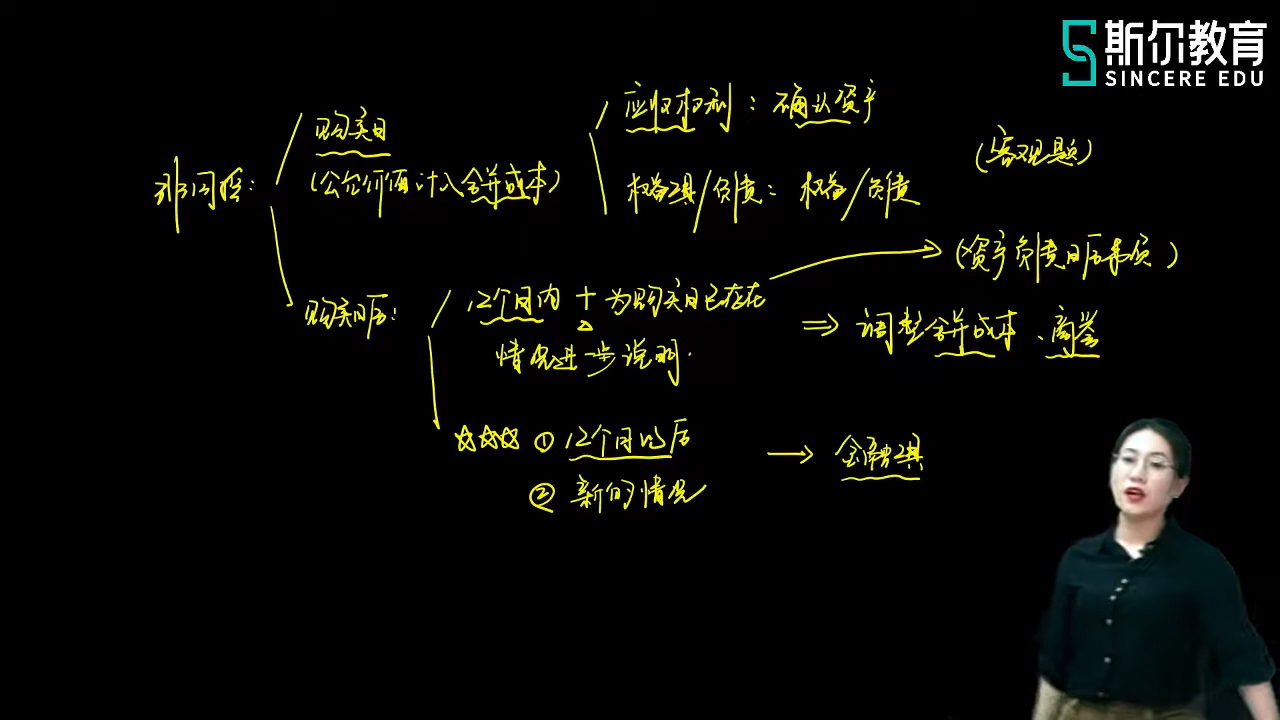 斯尔教育
SINCERE EDU
非同控：
购买日
(公允价值计入合并成本)
应收权利：确认资产
权益工具/负债：权益/负债
(客观题)
购买日后：
12个月内 + 为购买日已存在
情况进一步说明.
(资产负债日后事项)
⇒ 调整合并成本、商誉
☆☆☆ ① 12个月以后
② 新的情况
→ 金融工具